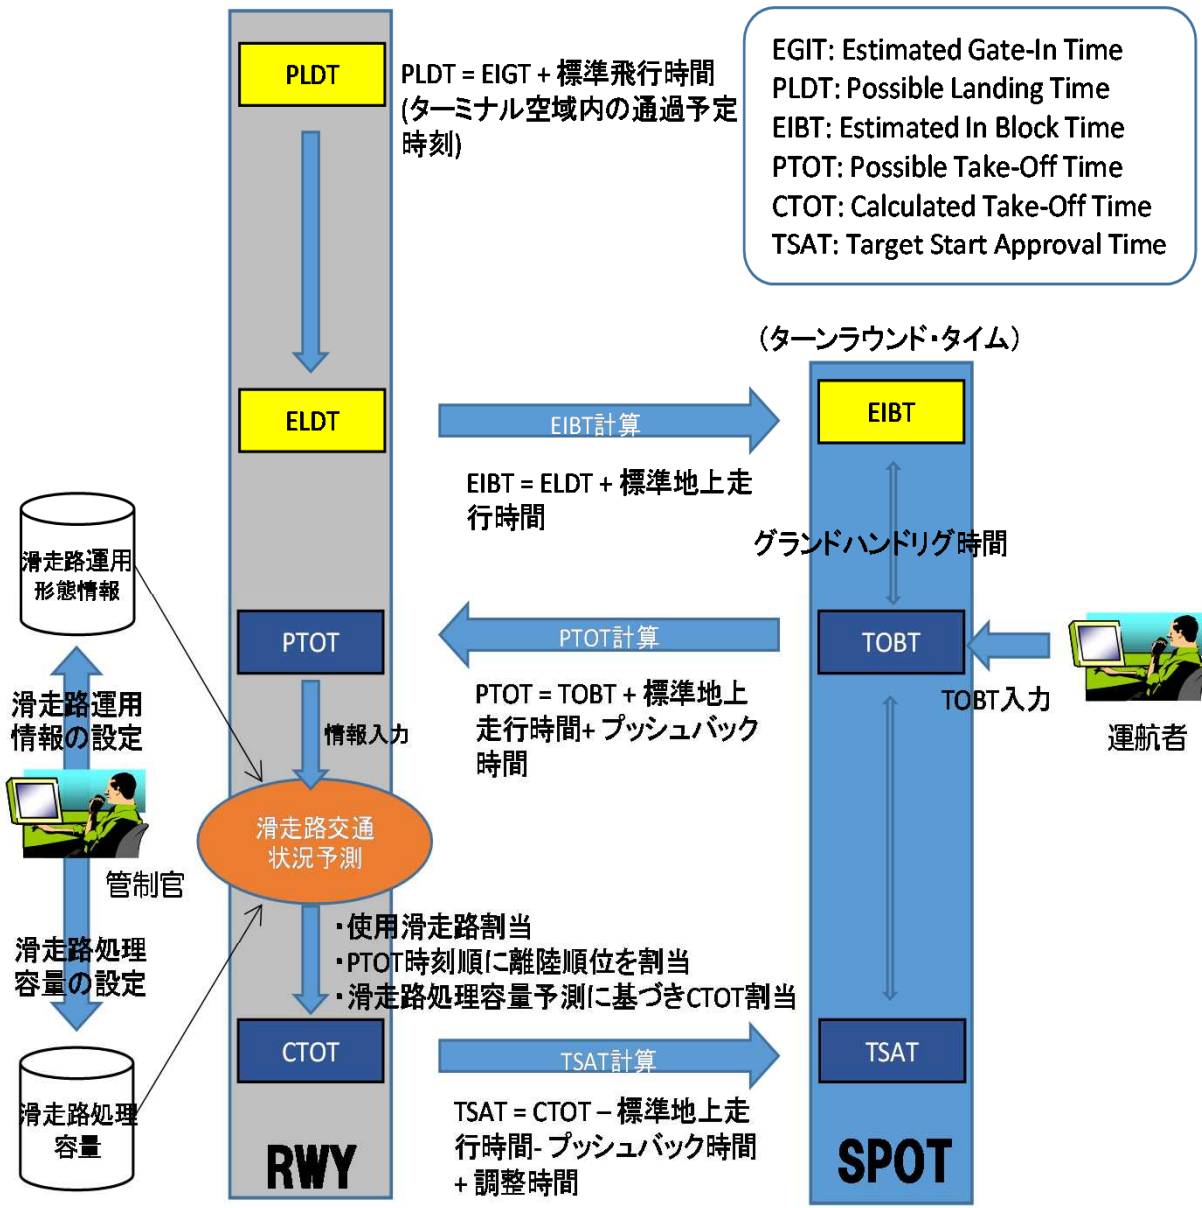 PLDT
PLDT = EIGT + 標準飛行時間
(ターミナル空域内の通過予定
時刻)
EGIT: Estimated Gate-In Time
PLDT: Possible Landing Time
EIBT: Estimated In Block Time
PTOT: Possible Take-Off Time
CTOT: Calculated Take-Off Time
TSAT: Target Start Approval Time
(ターンラウンド・タイム)
ELDT
EIBT計算
EIBT
EIBT = ELDT + 標準地上走
行時間
グランドハンドリグ時間
滑走路運用
形態情報
PTOT
PTOT計算
TOBT
TOBT入力
運航者
PTOT = TOBT + 標準地上
走行時間+ プッシュバック
時間
滑走路運用
情報の設定
情報入力
滑走路交通
状況予測
管制官
滑走路処理
容量の設定
・使用滑走路割当
・PTOT時刻順に離陸順位を割当
・滑走路処理容量予測に基づきCTOT割当
CTOT
TSAT計算
TSAT
滑走路処理
容量
TSAT = CTOT – 標準地上走
行時間- プッシュバック時間
+ 調整時間
RWY
SPOT